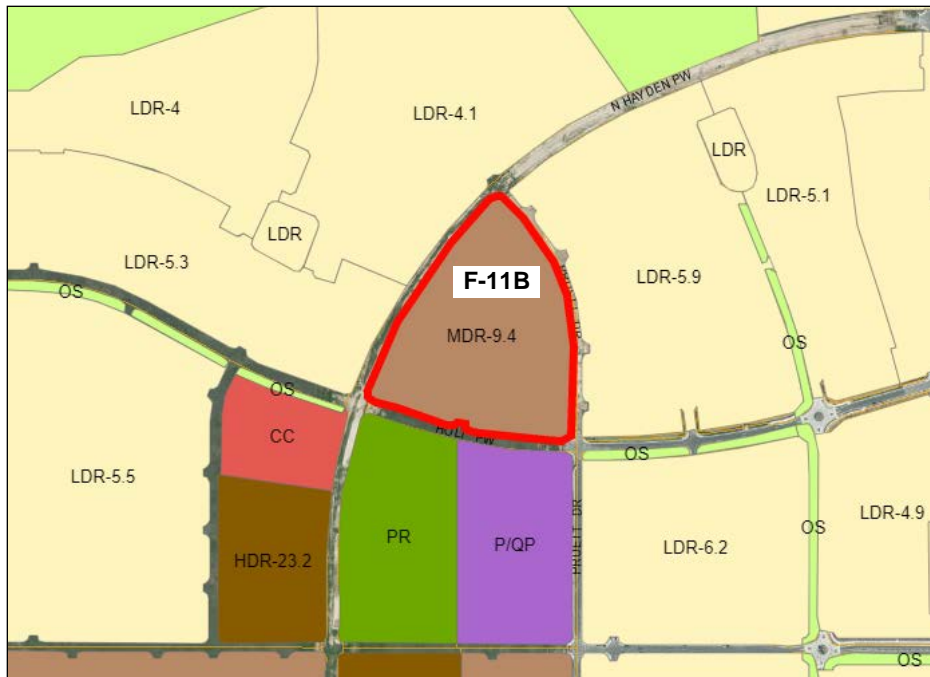 N HAYDEN PW
LDR-4
LDR-4.1
LDR
LDR-5.1
LDR
LDR-5.3
F-11B
LDR-5.9
OS
MDR-9.4
PRUETT DR
OS
OS
CC
HOLT PW
OS
LDR-5.5
PR
P/QP
PRUETT DR
LDR-6.2
OS
LDR-4.9
HDR-23.2
OS